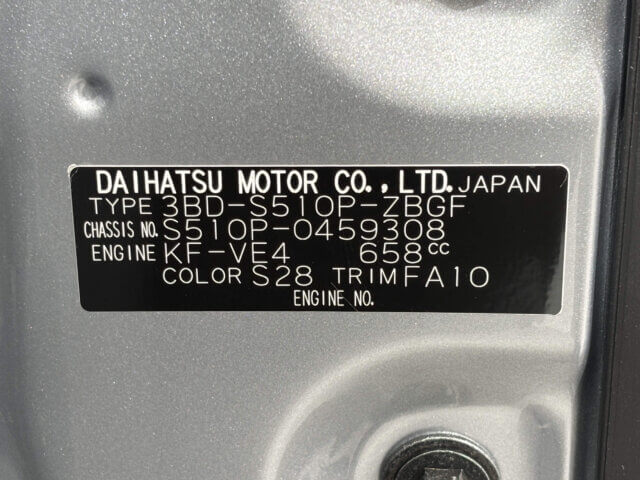 DAIHATSU MOTOR CO., LTD. JAPAN
TYPE 3BD-S510P-ZBGF
CHASSIS NO. S510P-0459308
ENGINE KF-VE4 658CC
COLOR S28 TRIM FA10
ENGINE NO.